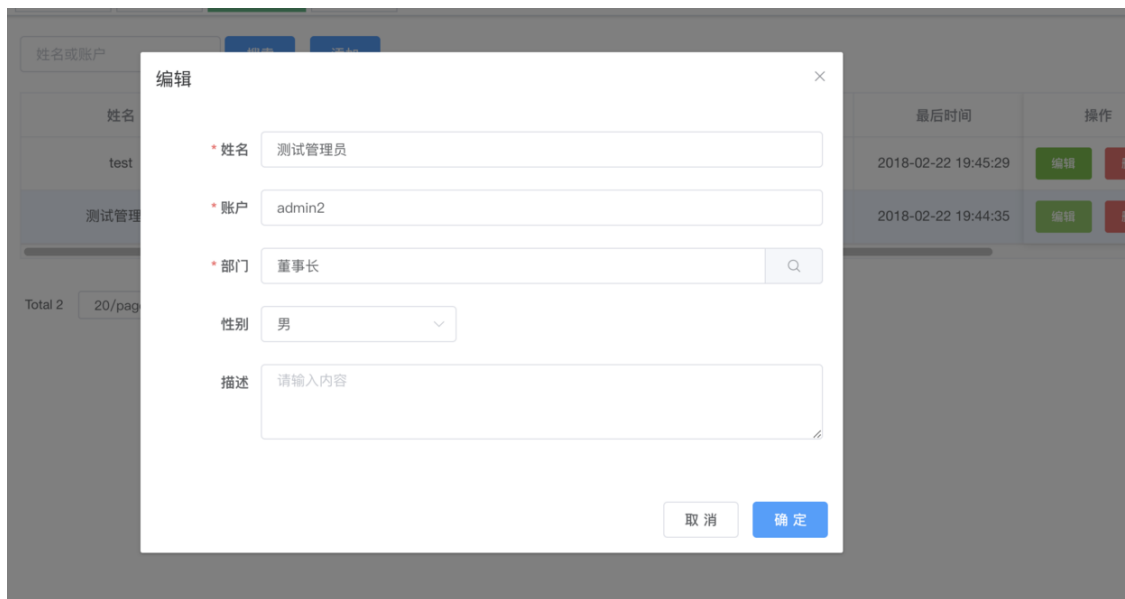 姓名或账户
编辑
姓名 最后时间 操作
* 姓名 测试管理员
test 2018-02-22 19:45:29 编辑
* 账户 admin2
测试管理 2018-02-22 19:44:35 编辑
* 部门 董事长
Total 2 20/pag
性别 男
描述 请输入内容
取 消 确 定